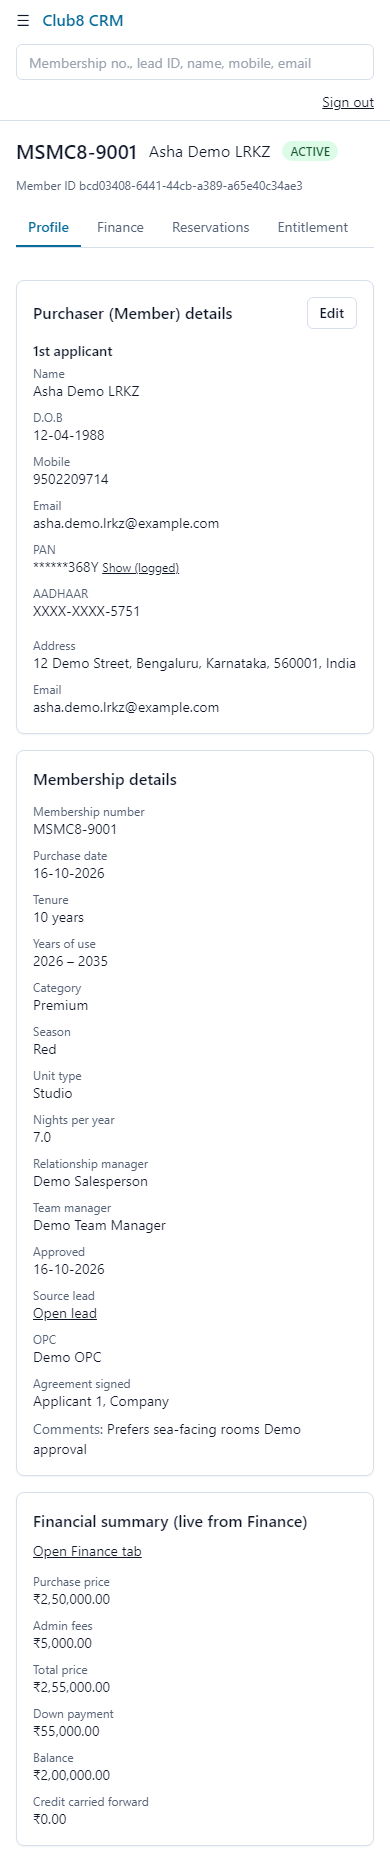 ☰ Club8 CRM
Membership no., lead ID, name, mobile, email
Sign out
MSMC8-9001 Asha Demo LRKZ ACTIVE
Member ID bcd03408-6441-44cb-a389-a65e40c34ae3
Profile Finance Reservations Entitlement
Purchaser (Member) details Edit
1st applicant
Name
Asha Demo LRKZ
D.O.B
12-04-1988
Mobile
9502209714
Email
asha.demo.lrkz@example.com
PAN
******368Y Show (logged)
AADHAAR
XXXX-XXXX-5751
Address
12 Demo Street, Bengaluru, Karnataka, 560001, India
Email
asha.demo.lrkz@example.com
Membership details
Membership number
MSMC8-9001
Purchase date
16-10-2026
Tenure
10 years
Years of use
2026 – 2035
Category
Premium
Season
Red
Unit type
Studio
Nights per year
7.0
Relationship manager
Demo Salesperson
Team manager
Demo Team Manager
Approved
16-10-2026
Source lead
Open lead
OPC
Demo OPC
Agreement signed
Applicant 1, Company
Comments: Prefers sea-facing rooms Demo
approval
Financial summary (live from Finance)
Open Finance tab
Purchase price
₹2,50,000.00
Admin fees
₹5,000.00
Total price
₹2,55,000.00
Down payment
₹55,000.00
Balance
₹2,00,000.00
Credit carried forward
₹0.00